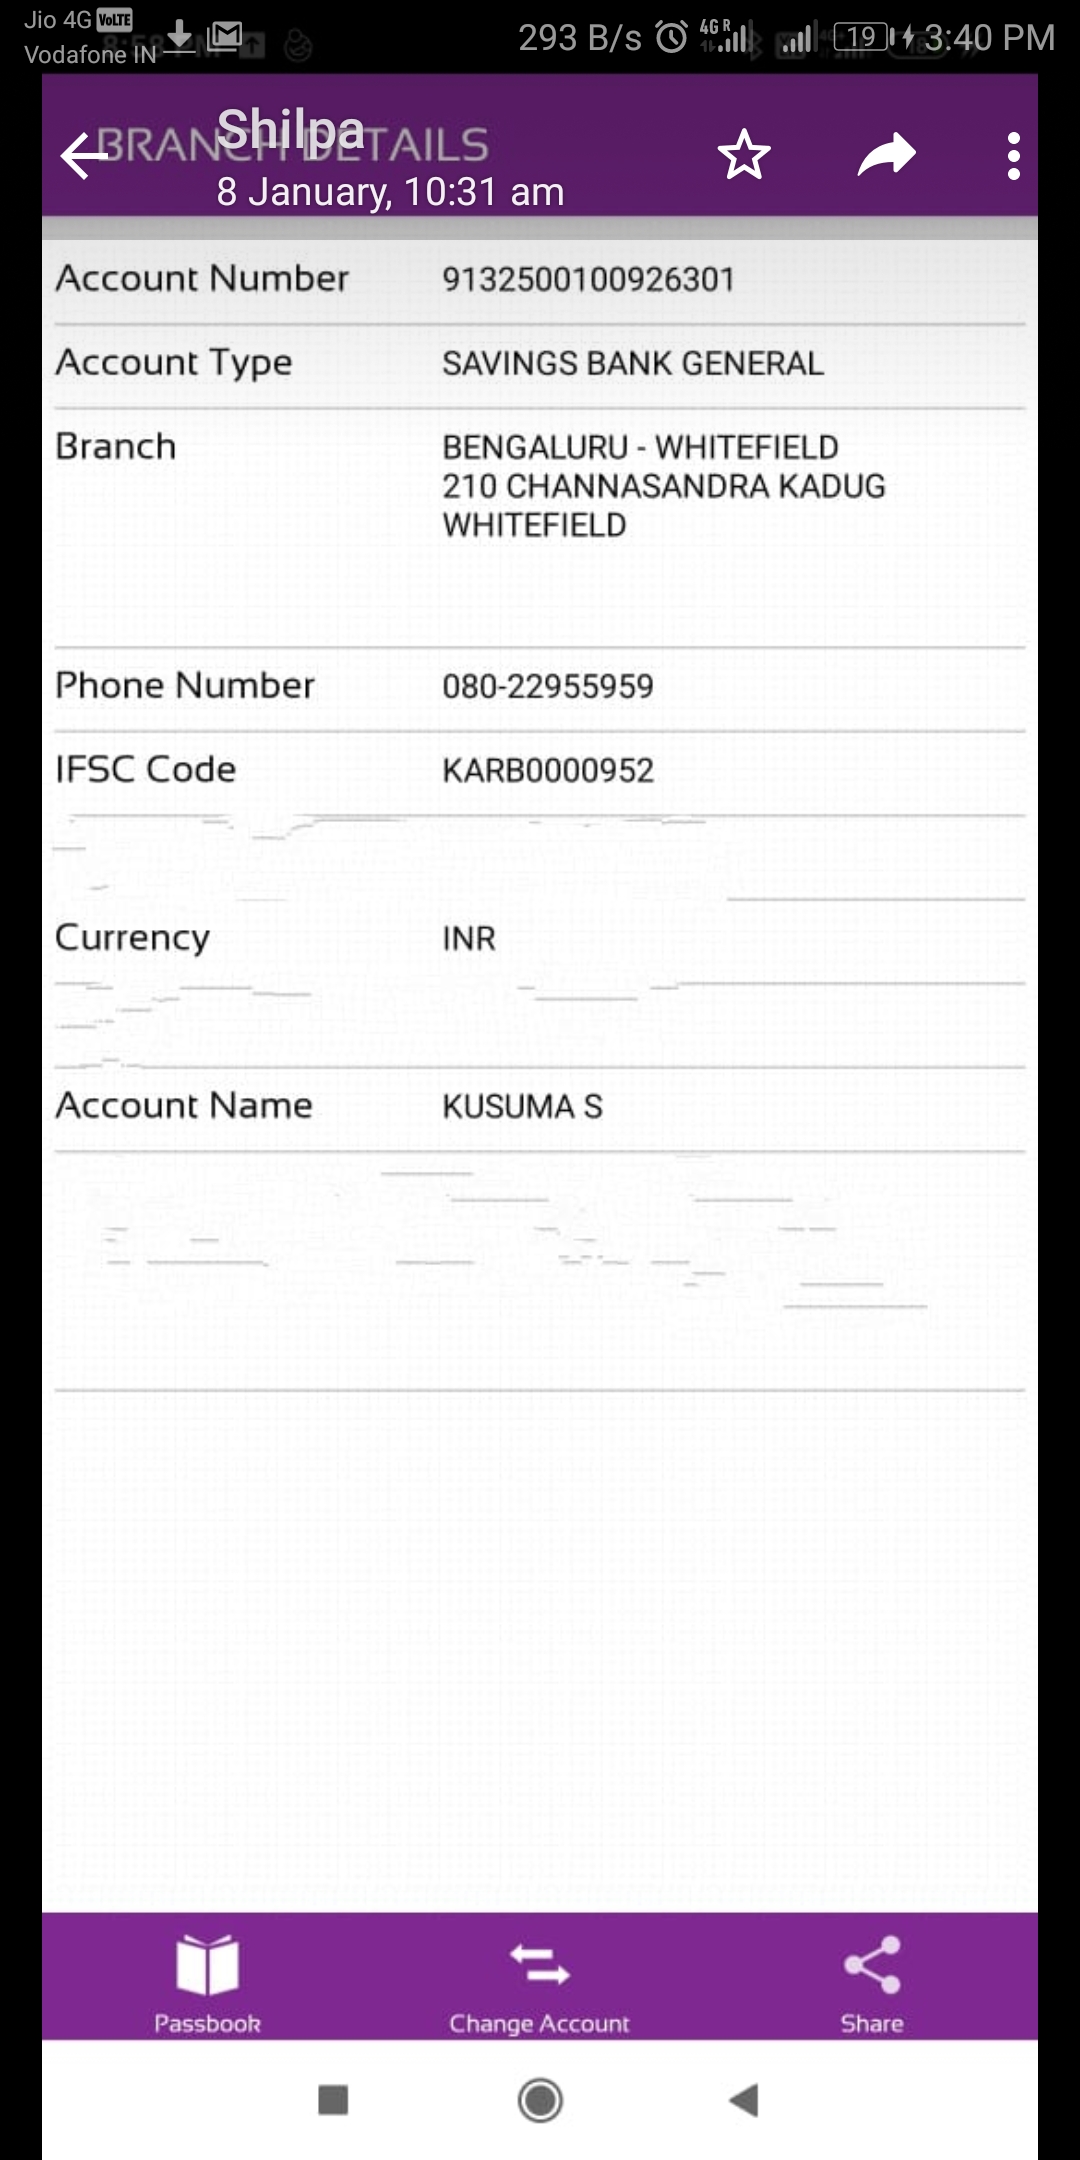 Jio 4G VoLTE
Vodafone IN
293 B/s 4G R 19 3:40 PM
BRANCH DETAILS
Shilpa
8 January, 10:31 am
Account Number 9132500100926301
Account Type SAVINGS BANK GENERAL
Branch BENGALURU - WHITEFIELD
210 CHANNASANDRA KADUG
WHITEFIELD
Phone Number 080-22955959
IFSC Code KARB0000952
Currency INR
Account Name KUSUMA S
Passbook Change Account Share